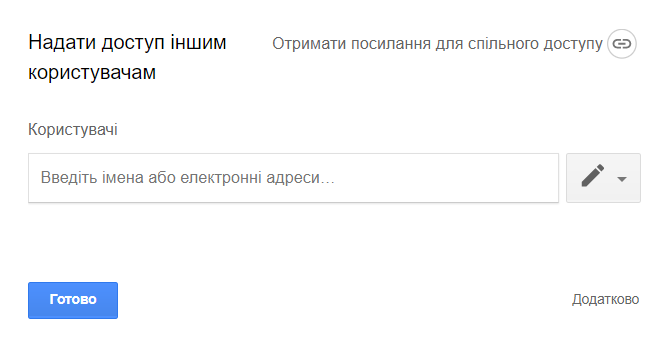 Надати доступ іншим
користувачам
Отримати посилання для спільного доступу
Користувачі
Введіть імена або електронні адреси...
Готово
Додатково